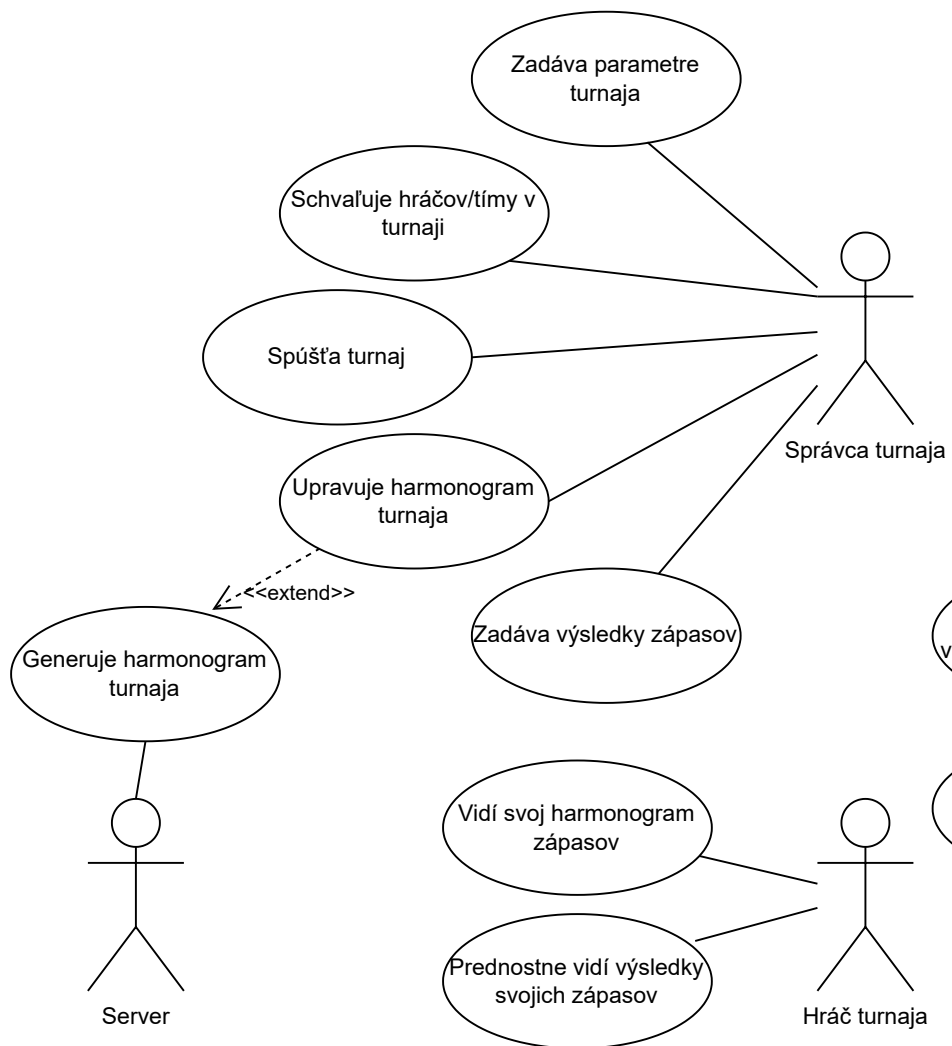 Zadáva parametre
turnaja
Schvaľuje hráčov/tímy v
turnaji
Spúšťa turnaj
Správca turnaja
Upravuje harmonogram
turnaja
<<extend>>
Zadáva výsledky zápasov
Generuje harmonogram
turnaja
v
Vidí svoj harmonogram
zápasov
Prednostne vidí výsledky
svojich zápasov
Server
Hráč turnaja